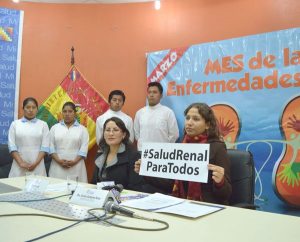 MARZO
MES de la
Enfermedades
#SaludRenal
ParaTodos